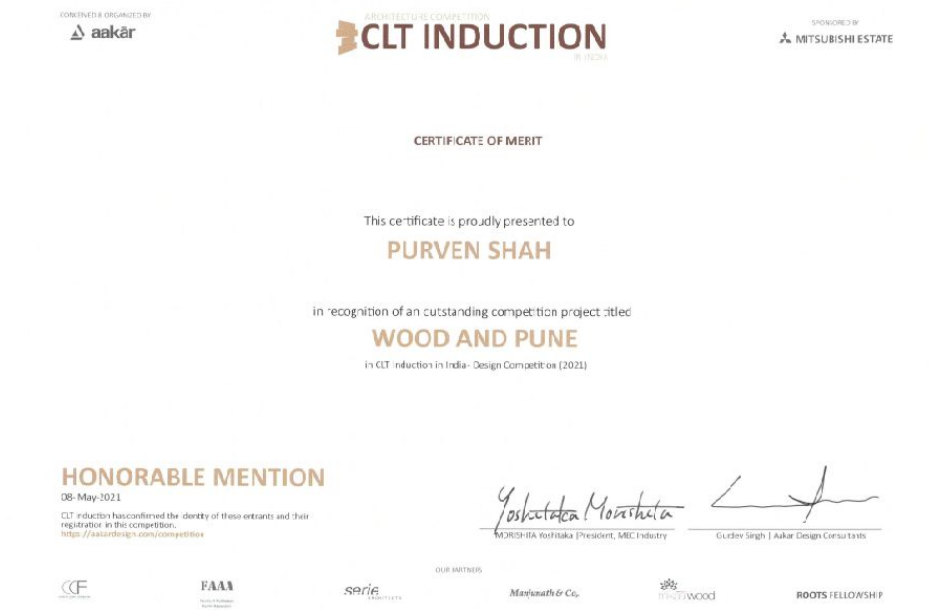 CONCEIVED & ORGANIZED BY
aakār
ARCHITECTURE COMPETITION
CLT INDUCTION
IN INDIA
SPONSORED BY
MITSUBISHI ESTATE
CERTIFICATE OF MERIT
This certificate is proudly presented to
PURVEN SHAH
in recognition of an outstanding competition project titled
WOOD AND PUNE
in CLT Induction in India- Design Competition (2021)
HONORABLE MENTION
08-May-2021
CLT Induction hasconfirmed the identity of these entrants and their
registration in this competition.
https://aakardesign.com/competition
Yoshitaka Morishita
MORISHITA Yoshitaka |President, MEC Industry
Gurdev Singh | Aakar Design Consultants
OUR PARTNERS
FAAA
serie
ARCHITECTS
Manjunath & Co.
wood
ROOTS FELLOWSHIP